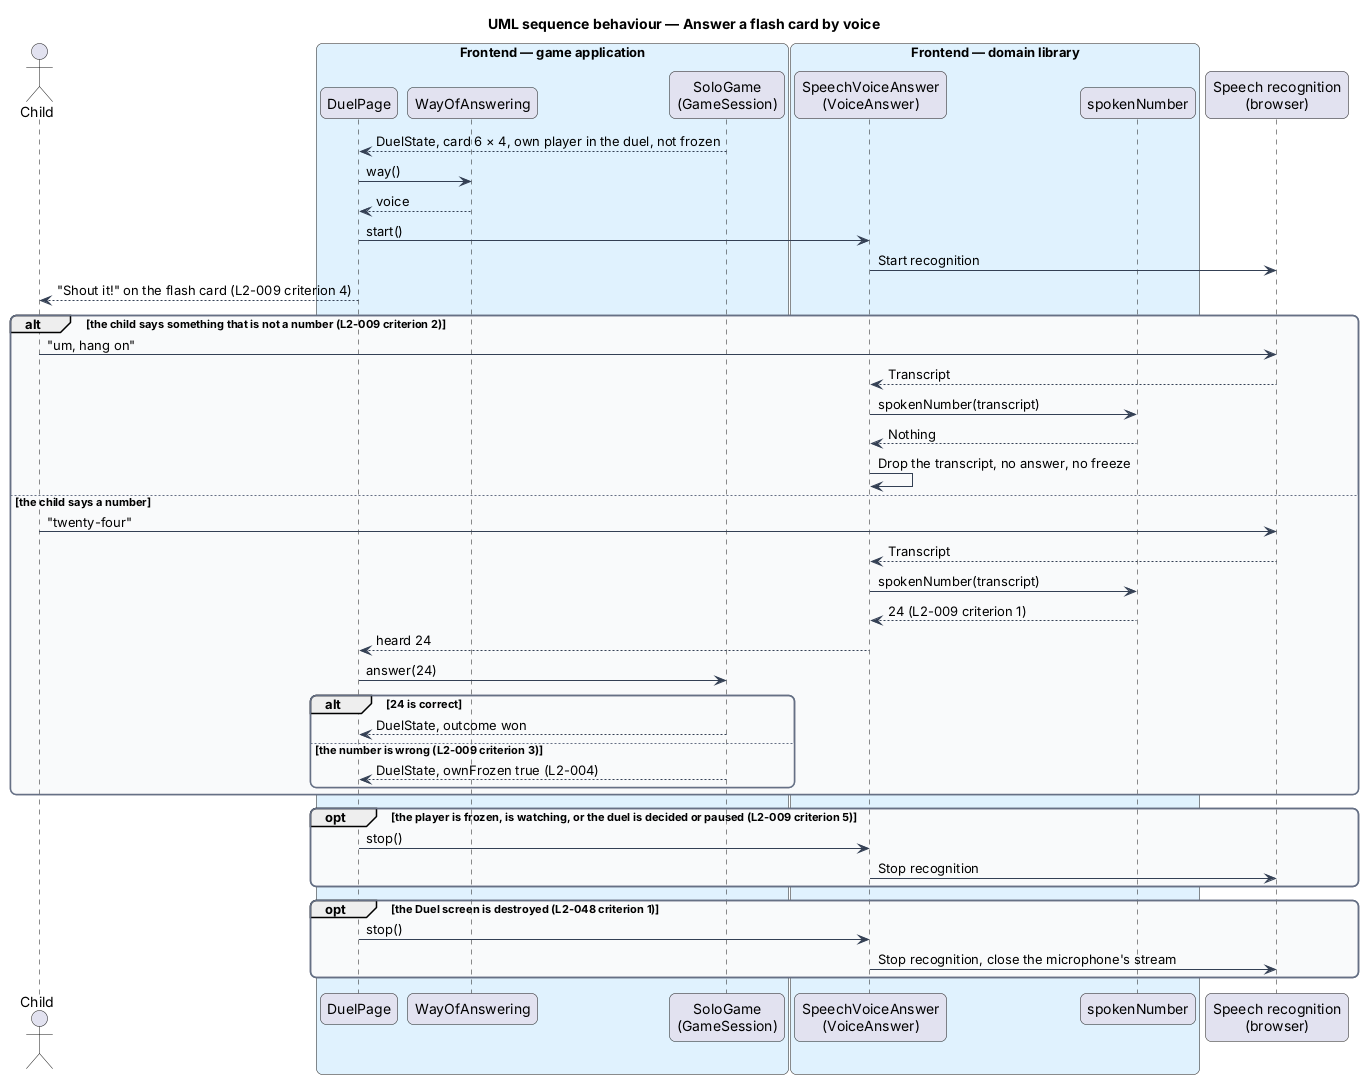 UML sequence behaviour — Answer a flash card by voice
Frontend — game application
Frontend — domain library
Child
DuelPage
WayOfAnswering
SoloGame
(GameSession)
SpeechVoiceAnswer
(VoiceAnswer)
spokenNumber
Speech recognition
(browser)
DuelState, card 6 × 4, own player in the duel, not frozen
way()
voice
start()
Start recognition
"Shout it!" on the flash card (L2-009 criterion 4)
alt
[the child says something that is not a number (L2-009 criterion 2)]
"um, hang on"
Transcript
spokenNumber(transcript)
Nothing
Drop the transcript, no answer, no freeze
[the child says a number]
"twenty-four"
Transcript
spokenNumber(transcript)
24 (L2-009 criterion 1)
heard 24
answer(24)
alt
[24 is correct]
DuelState, outcome won
[the number is wrong (L2-009 criterion 3)]
DuelState, ownFrozen true (L2-004)
opt
[the player is frozen, is watching, or the duel is decided or paused (L2-009 criterion 5)]
stop()
Stop recognition
opt
[the Duel screen is destroyed (L2-048 criterion 1)]
stop()
Stop recognition, close the microphone's stream
Child
DuelPage
WayOfAnswering
SoloGame
(GameSession)
SpeechVoiceAnswer
(VoiceAnswer)
spokenNumber
Speech recognition
(browser)